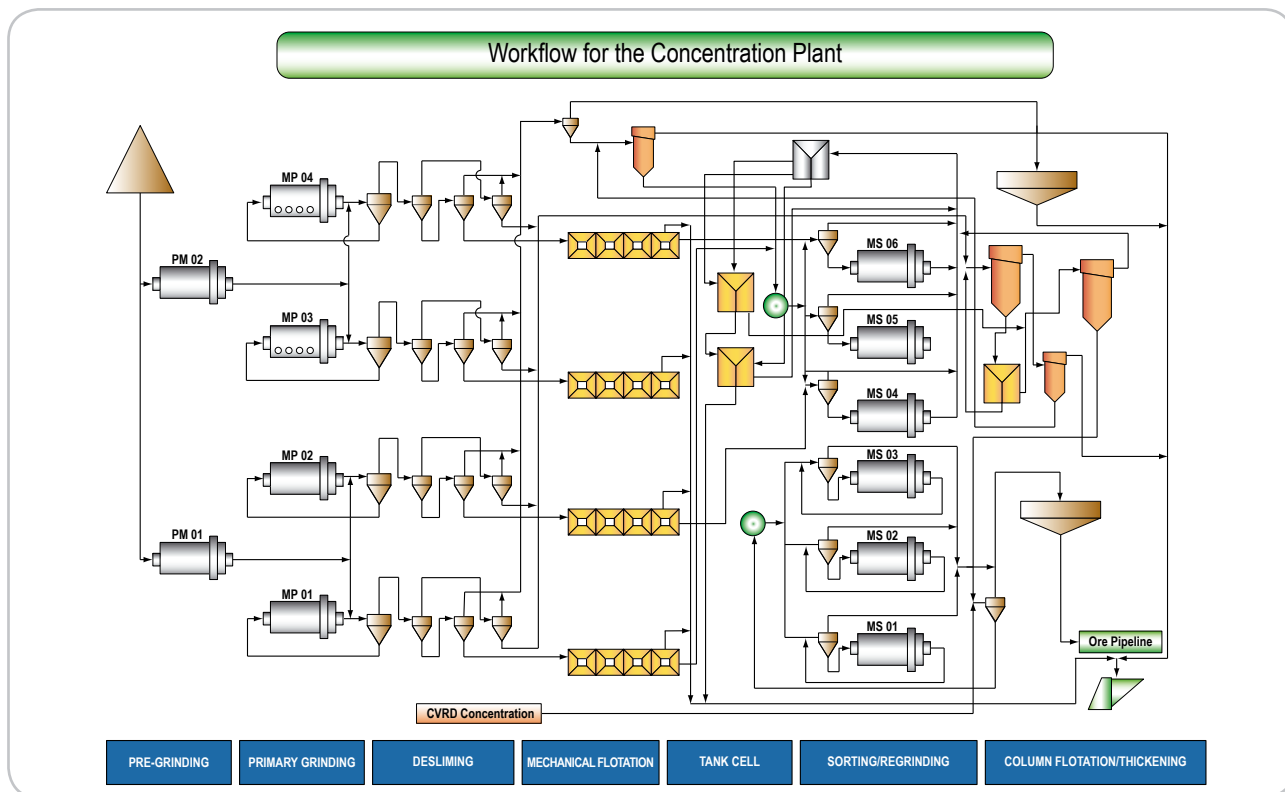 Workflow for the Concentration Plant
MP 04
PM 02
MP 03
MP 02
PM 01
MP 01
MS 06
MS 05
MS 04
MS 03
MS 02
MS 01
Ore Pipeline
CVRD Concentration
PRE-GRINDING
PRIMARY GRINDING
DESLIMING
MECHANICAL FLOTATION
TANK CELL
SORTING/REGRINDING
COLUMN FLOTATION/THICKENING